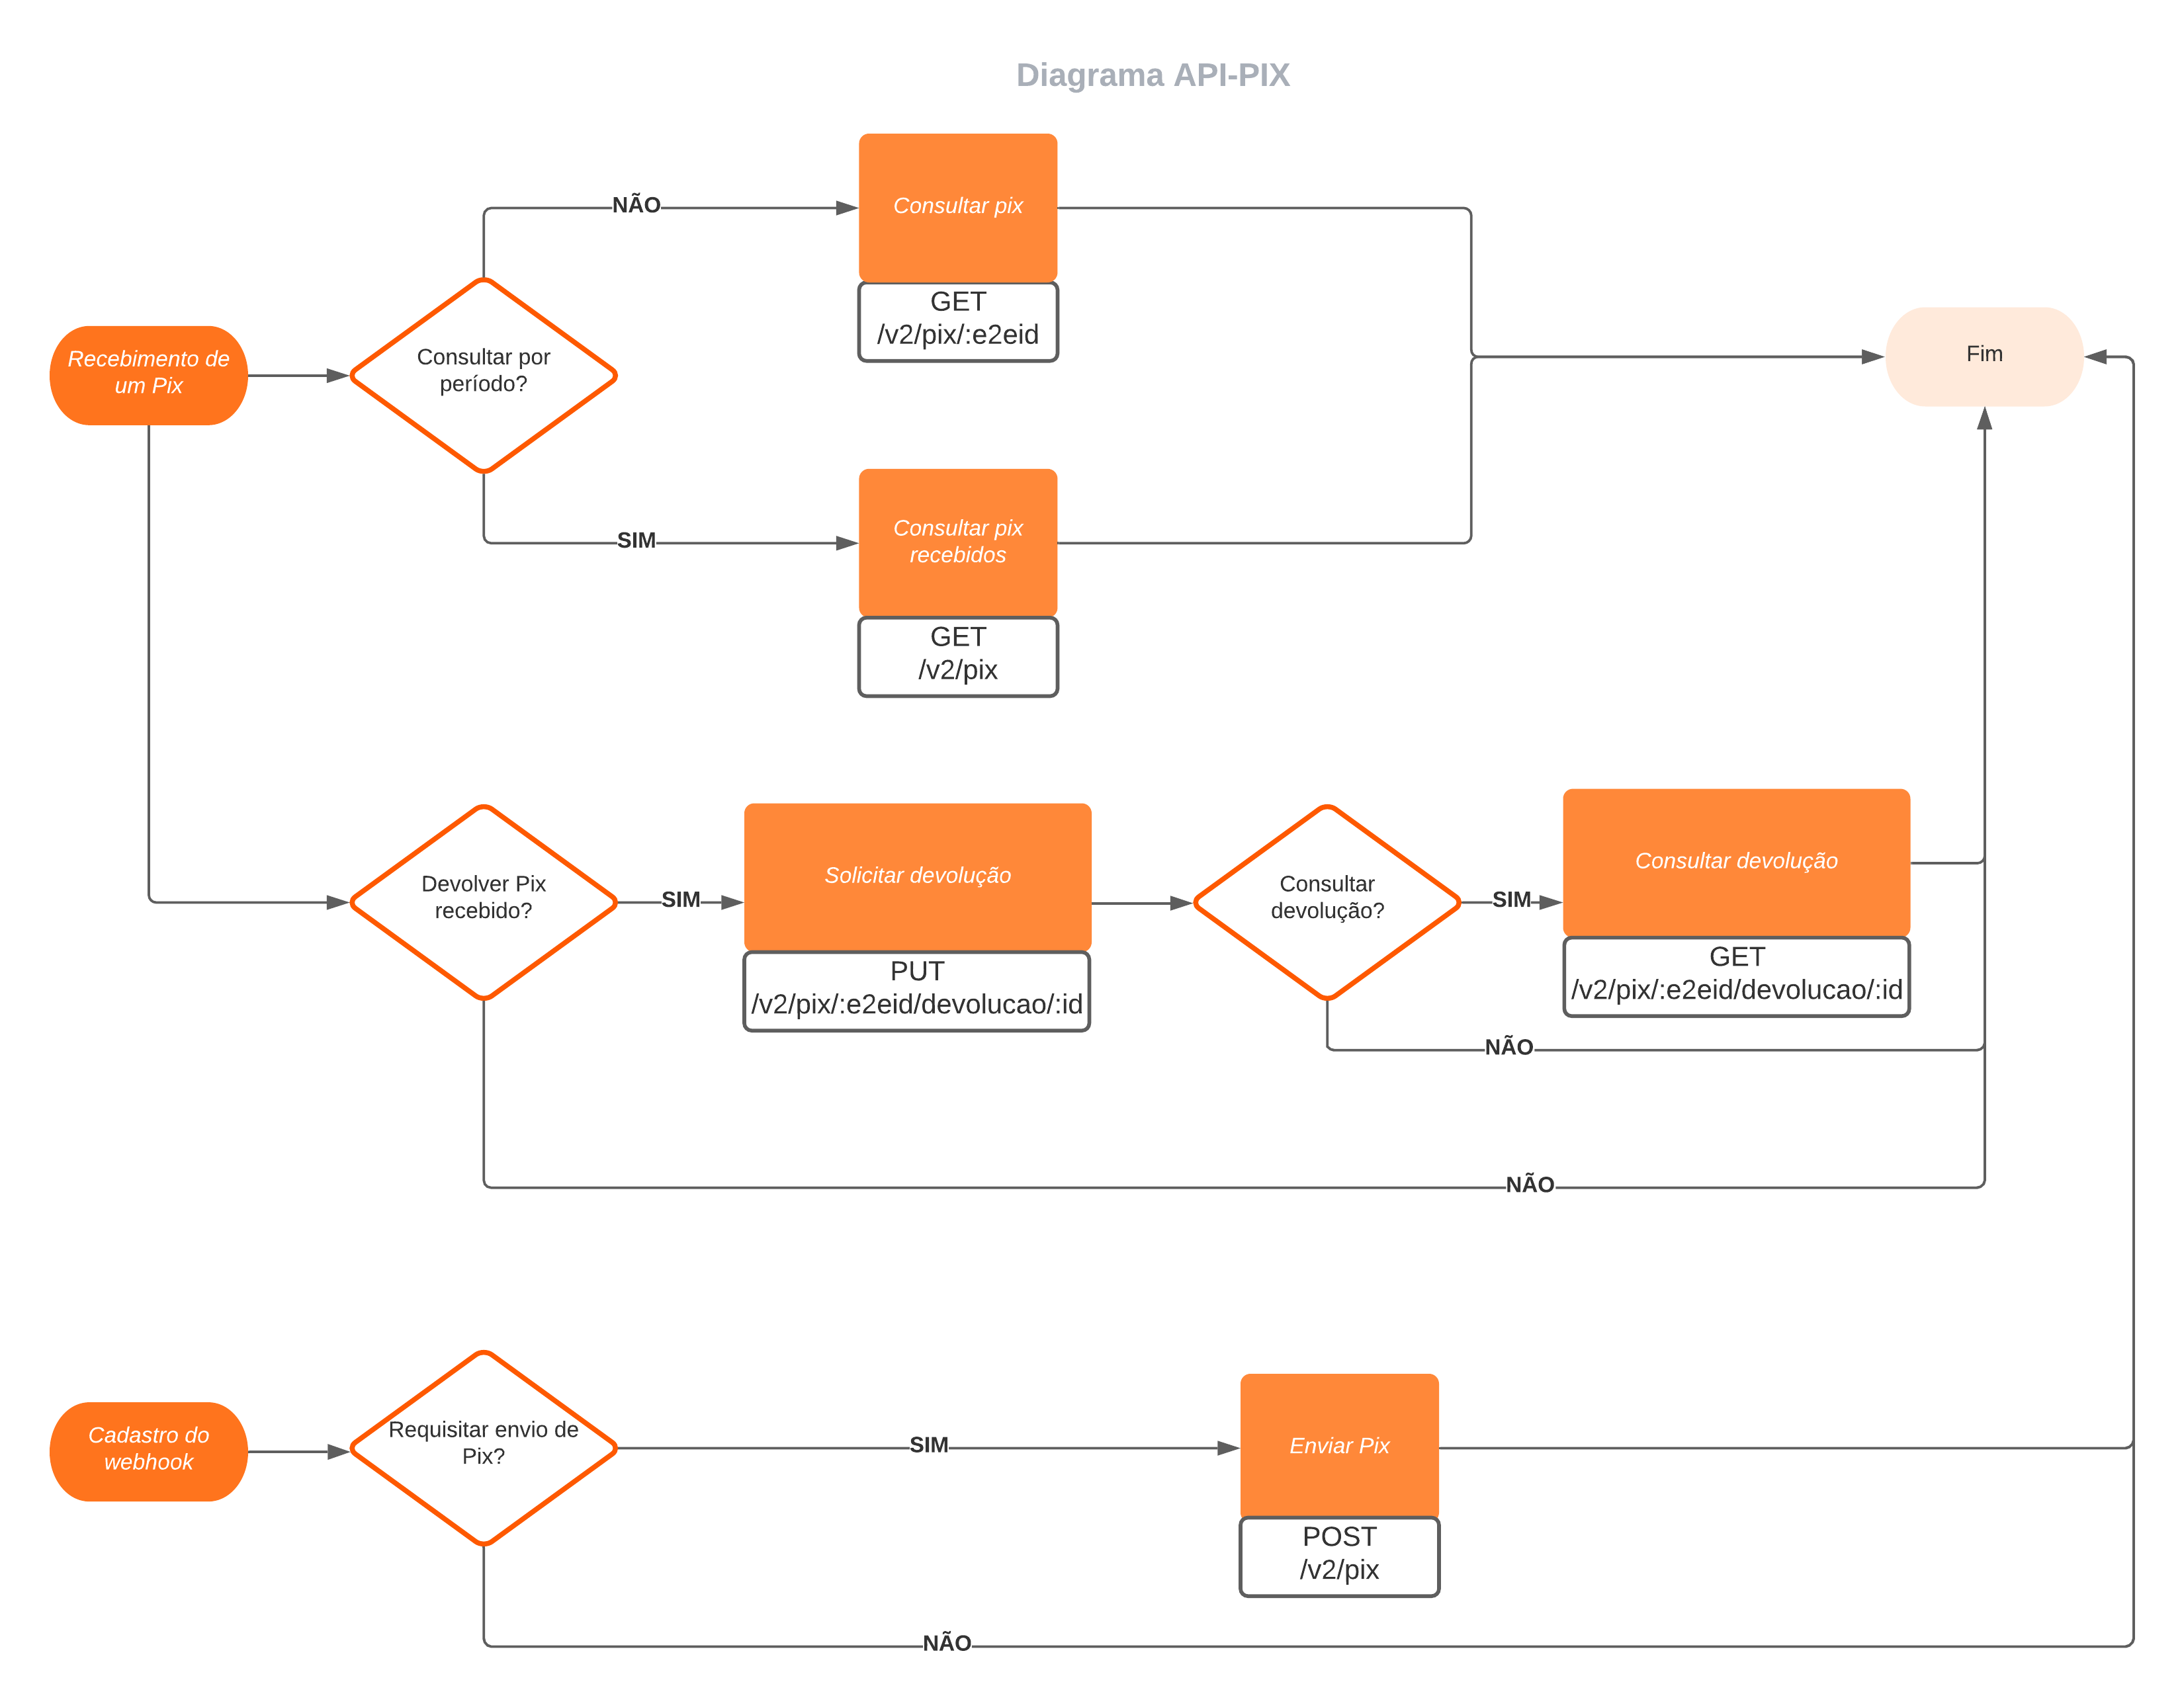 Diagrama API-PIX
NÃO
Consultar pix
GET
/v2/pix/:e2eid
Recebimento de
um Pix
Consultar por
período?
Fim
SIM
Consultar pix
recebidos
GET
/v2/pix
Devolver Pix
recebido?
SIM
Solicitar devolução
PUT
/v2/pix/:e2eid/devolucao/:id
Consultar
devolução?
SIM
Consultar devolução
GET
/v2/pix/:e2eid/devolucao/:id
NÃO
NÃO
Cadastro do
webhook
Requisitar envio de
Pix?
SIM
Enviar Pix
POST
/v2/pix
NÃO